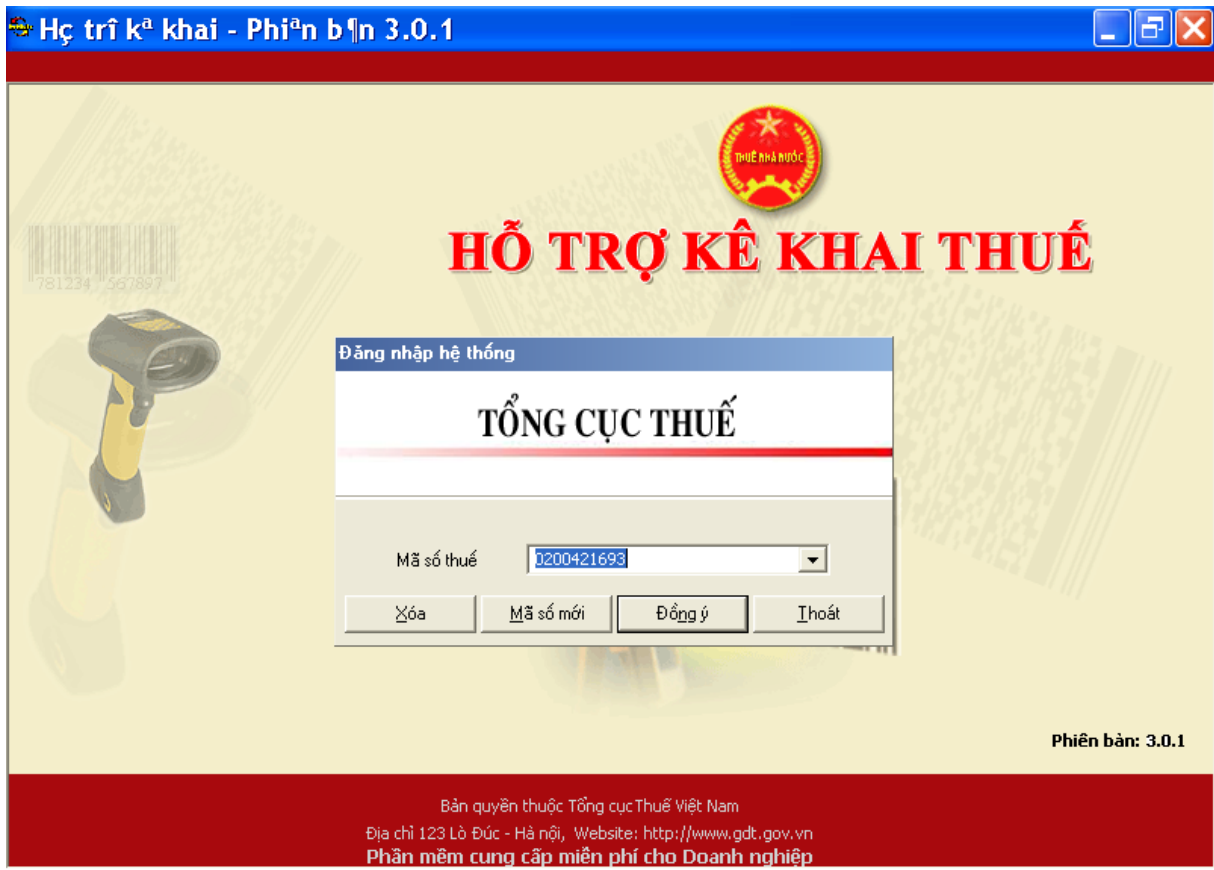 Hç trî kª khai - Phiªn b¶n 3.0.1
THUẾ NHÀ NƯỚC
HỖ TRỢ KÊ KHAI THUẾ
781234 567897
Đăng nhập hệ thống
TỔNG CỤC THUẾ
Mã số thuế 0200421693
Xóa Mã số mới Đồng ý Thoát
Phiên bản: 3.0.1
Bản quyền thuộc Tổng cục Thuế Việt Nam
Địa chỉ 123 Lò Đúc - Hà nội, Website: http://www.gdt.gov.vn
Phần mềm cung cấp miễn phí cho Doanh nghiệp